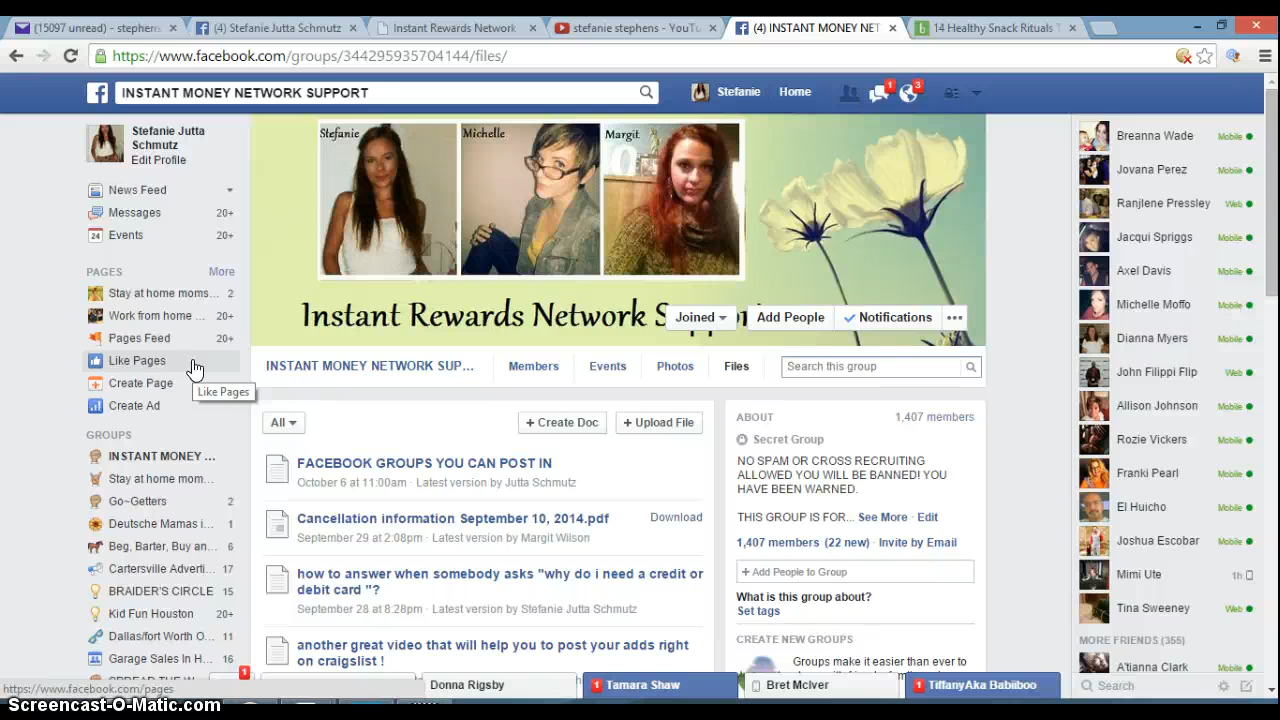 (15097 unread) - stephens
(4) Stefanie Jutta Schmutz
Instant Rewards Network
stefanie stephens - YouTu
(4) INSTANT MONEY NET
14 Healthy Snack Rituals T
https://www.facebook.com/groups/344295935704144/files/
INSTANT MONEY NETWORK SUPPORT
Stefanie
Home
1
3
Stefanie Jutta
Schmutz
Edit Profile
News Feed
Messages 20+
24 Events 20+
PAGES More
Stay at home moms... 2
Work from home ... 20+
Pages Feed 20+
Like Pages
Like Pages
Create Page
Create Ad
GROUPS
INSTANT MONEY ...
Stay at home mom...
Go~Getters 2
Deutsche Mamas i... 1
Beg, Barter, Buy an... 6
Cartersville Adverti... 17
BRAIDER'S CIRCLE 15
Kid Fun Houston 20+
Dallas/fort Worth O... 11
Garage Sales In H... 16
1
https://www.facebook.com/pages
Stefanie
Michelle
Margit
Instant Rewards Network
Joined
Add People
Notifications
INSTANT MONEY NETWORK SUP...
Members
Events
Photos
Files
Search this group
All
+ Create Doc
+ Upload File
FACEBOOK GROUPS YOU CAN POST IN
October 6 at 11:00am · Latest version by Jutta Schmutz
Cancellation information September 10, 2014.pdf Download
September 29 at 2:08pm · Latest version by Margit Wilson
how to answer when somebody asks "why do i need a credit or
debit card "?
September 28 at 8:28pm · Latest version by Stefanie Jutta Schmutz
another great video that will help you to post your adds right
on craigslist !
ABOUT 1,407 members
Secret Group
NO SPAM OR CROSS RECRUITING
ALLOWED YOU WILL BE BANNED! YOU
HAVE BEEN WARNED.
THIS GROUP IS FOR... See More · Edit
1,407 members (22 new) · Invite by Email
+ Add People to Group
What is this group about?
Set tags
CREATE NEW GROUPS
Groups make it easier than ever to
Breanna Wade Mobile
Jovana Perez Mobile
Ranjlene Pressley Web
Jacqui Spriggs Mobile
Axel Davis Mobile
Michelle Moffo Mobile
Dianna Myers Mobile
John Filippi Flip Web
Allison Johnson Mobile
Rozie Vickers Mobile
Franki Pearl Mobile
El Huicho Mobile
Joshua Escobar Mobile
Mimi Ute 1h
Tina Sweeney Web
MORE FRIENDS (355)
A'tianna Clark Mobile
Search
Donna Rigsby
1 Tamara Shaw
Bret McIver
1 TiffanyAka Babiiboo
Screencast-O-Matic.com